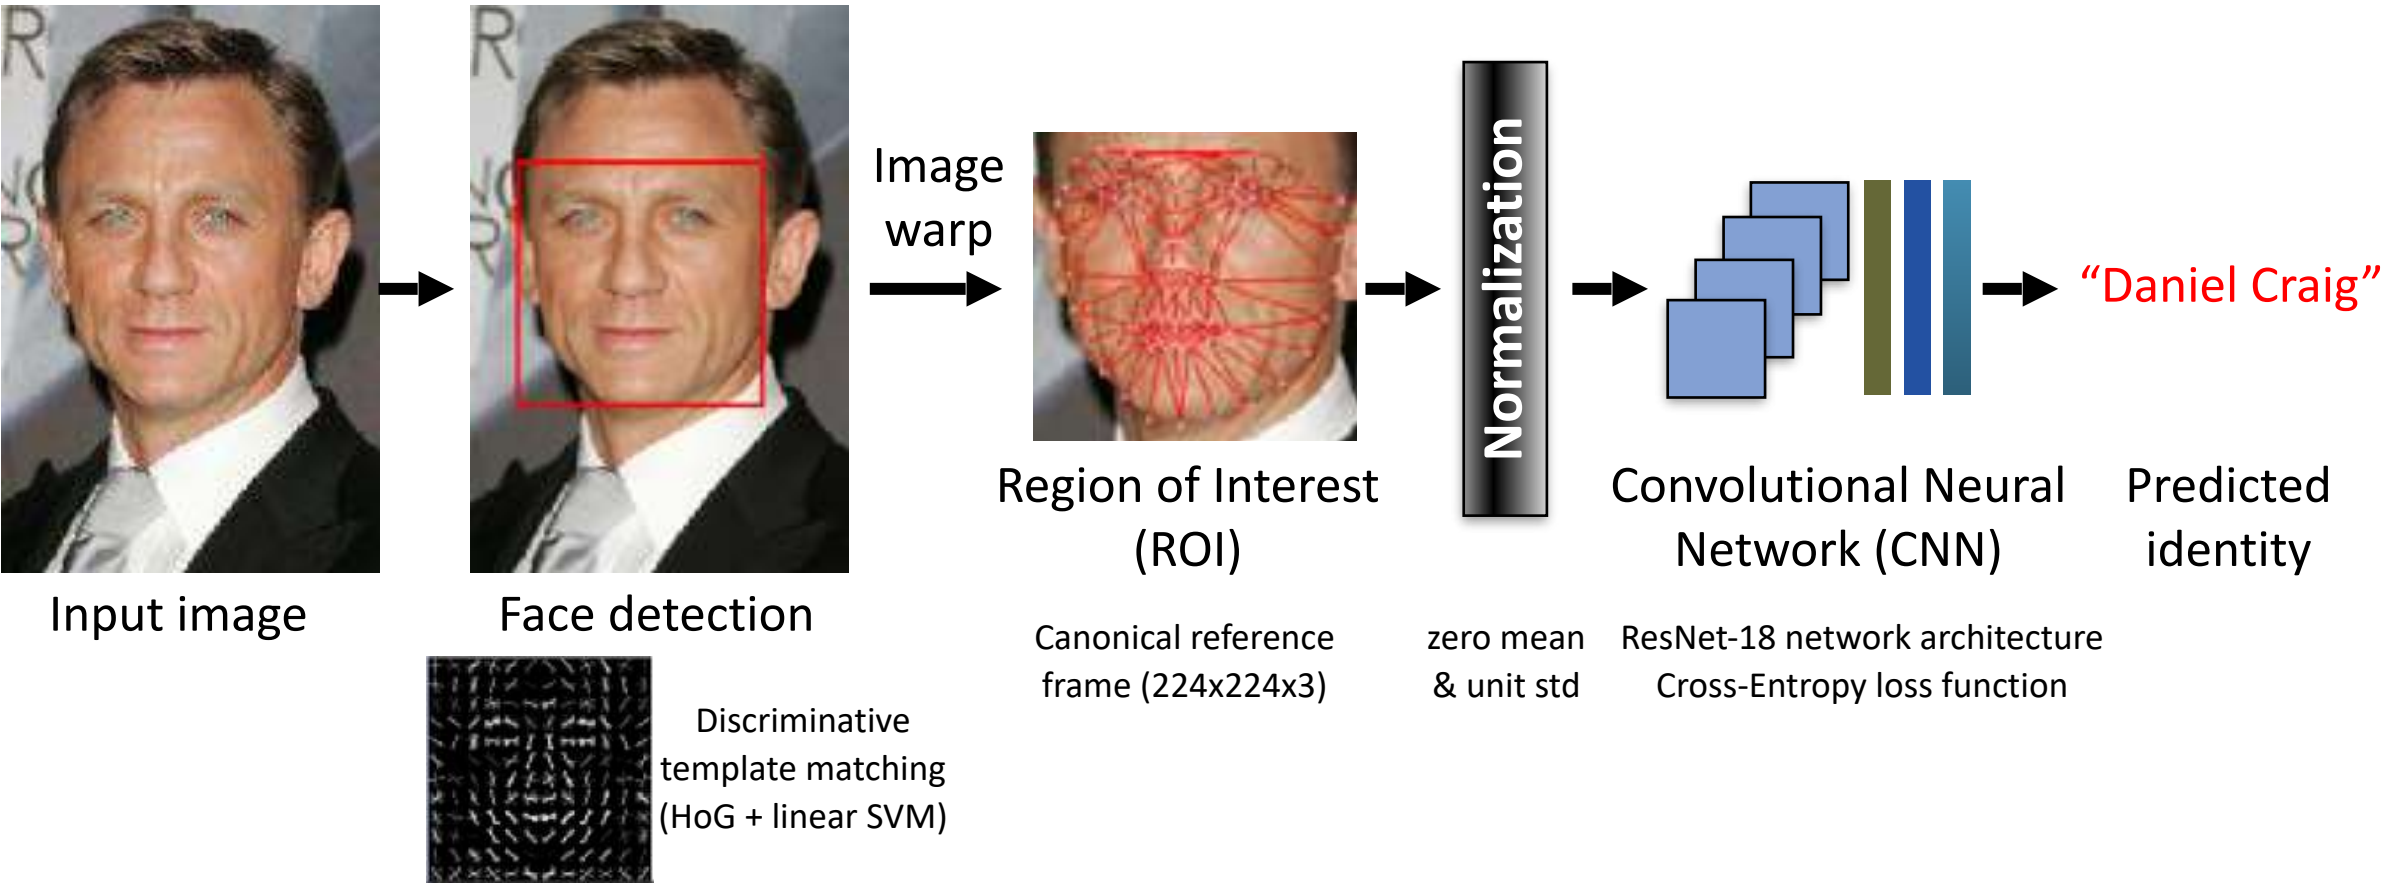 Input image
Face detection
Discriminative
template matching
(HoG + linear SVM)
Image
warp
Region of Interest
(ROI)
Canonical reference
frame (224x224x3)
Normalization
zero mean
& unit std
Convolutional Neural
Network (CNN)
ResNet-18 network architecture
Cross-Entropy loss function
“Daniel Craig”
Predicted
identity